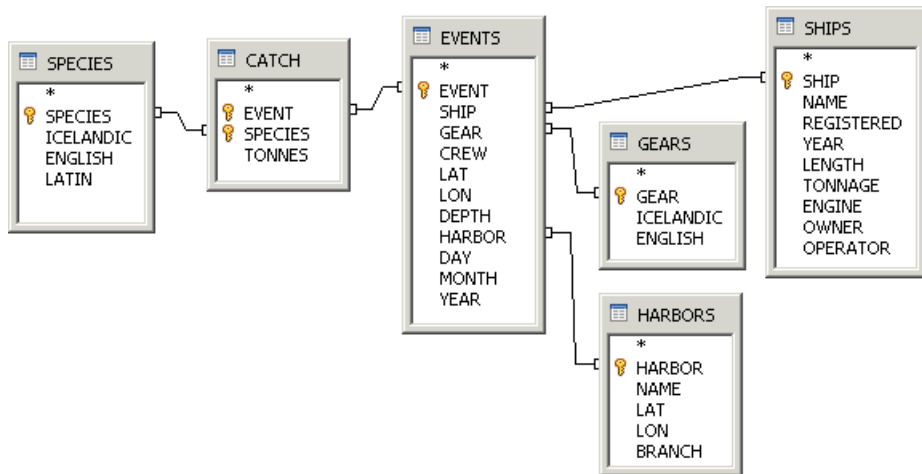 SPECIES
*
SPECIES
ICELANDIC
ENGLISH
LATIN
CATCH
*
EVENT
SPECIES
TONNES
EVENTS
*
EVENT
SHIP
GEAR
CREW
LAT
LON
DEPTH
HARBOR
DAY
MONTH
YEAR
GEARS
*
GEAR
ICELANDIC
ENGLISH
HARBORS
*
HARBOR
NAME
LAT
LON
BRANCH
SHIPS
*
SHIP
NAME
REGISTERED
YEAR
LENGTH
TONNAGE
ENGINE
OWNER
OPERATOR